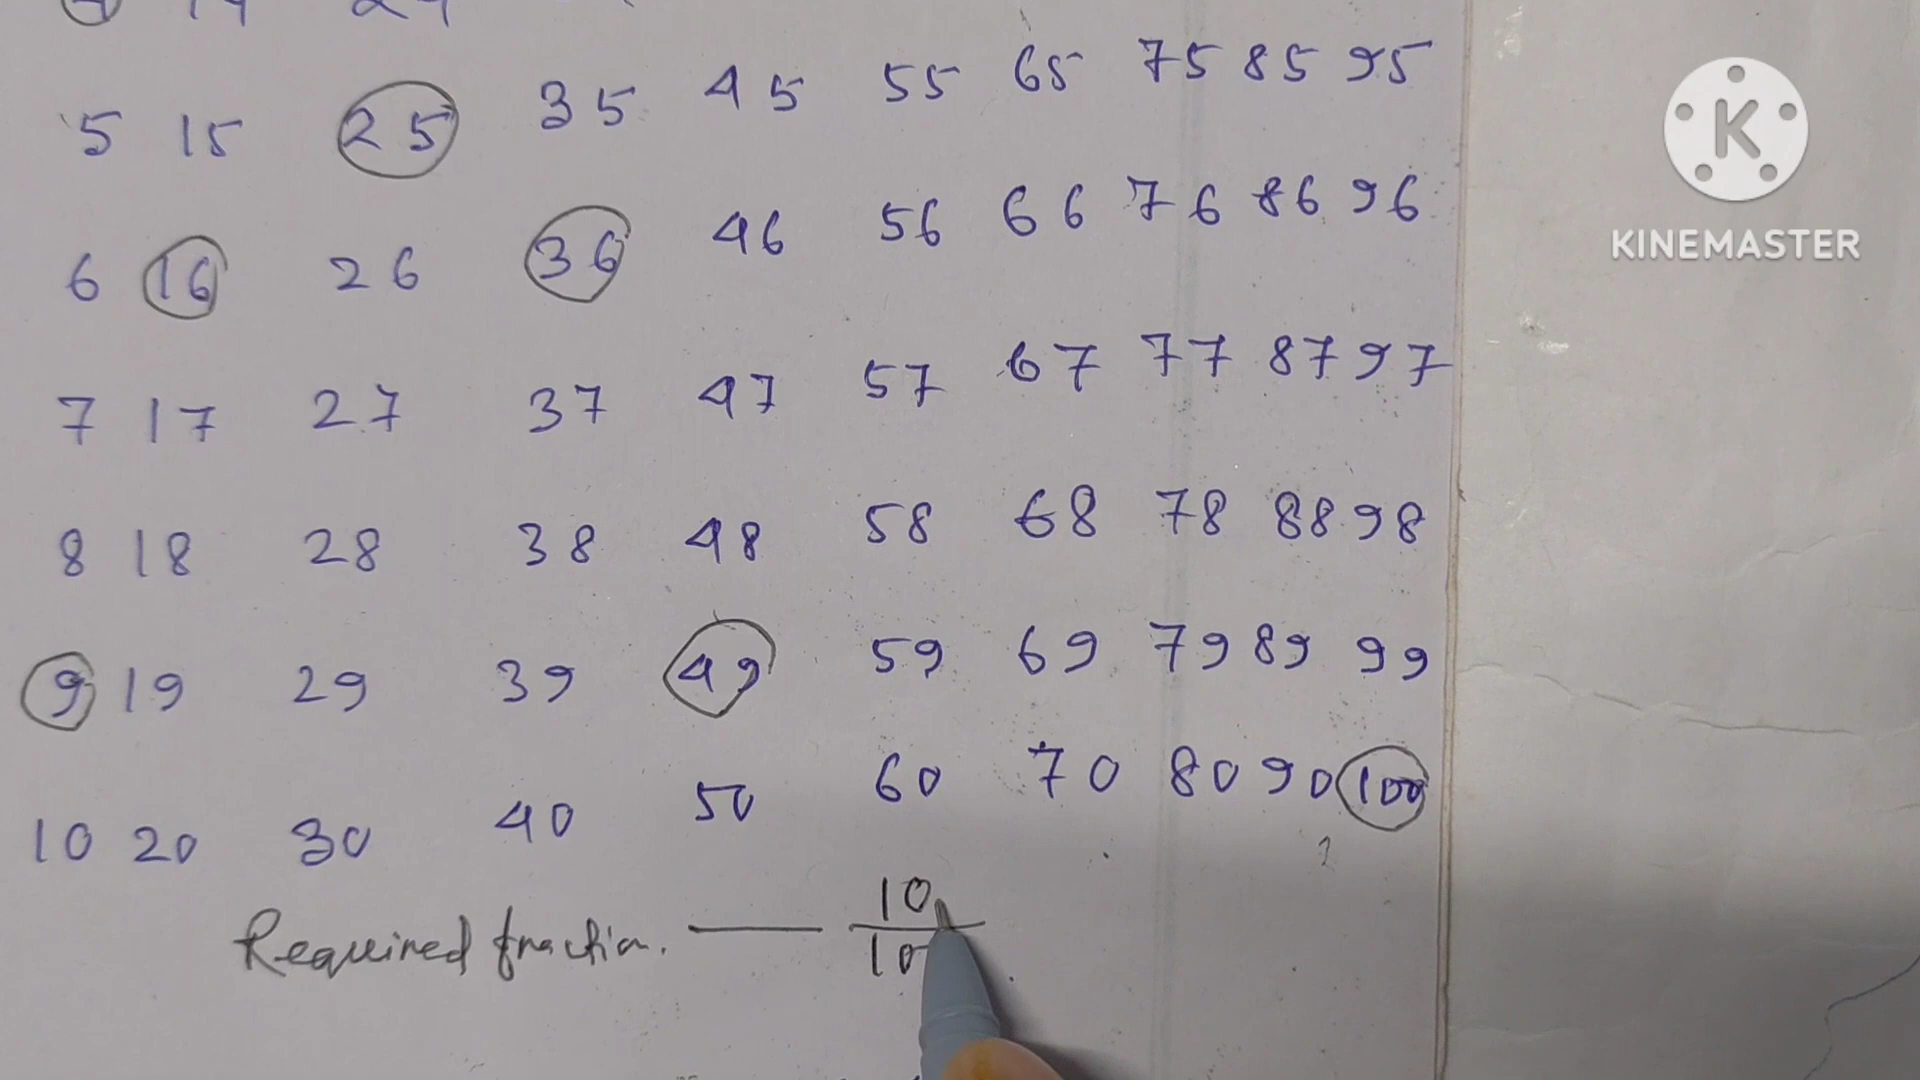 5 15 25 35 45 55 65 75 85 95
6 16 26 36 46 56 66 76 86 96
KINEMASTER
7 17 27 37 47 57 67 77 87 97
8 18 28 38 48 58 68 78 88 98
9 19 29 39 49 59 69 79 89 99
10 20 30 40 50 60 70 80 90 100
Required fraction. — 10
10